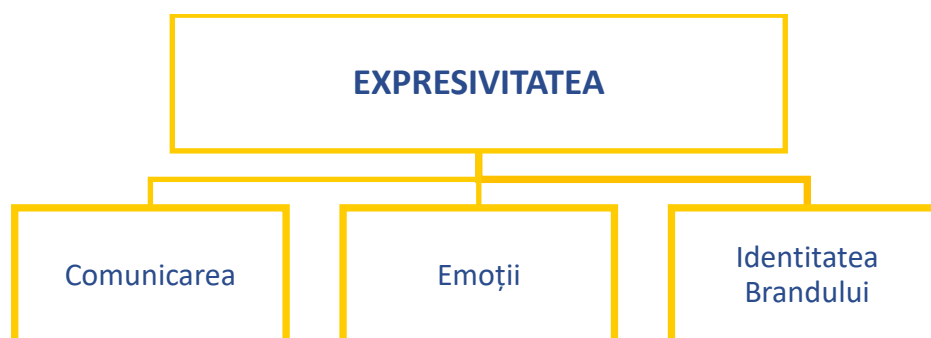 EXPRESIVITATEA
Comunicarea
Emoții
Identitatea
Brandului